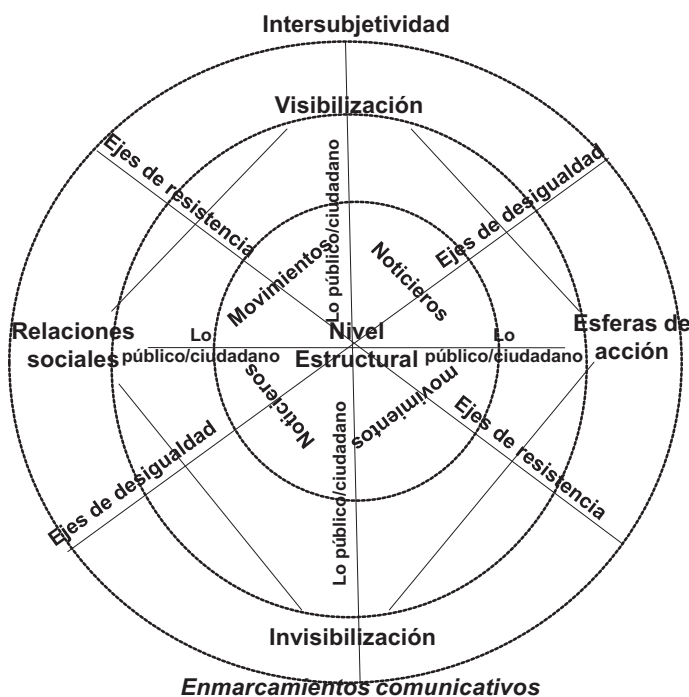 Intersubjetividad
Visibilización
Ejes de resistencia
Ejes de desigualdad
Lo público/ciudadano
Movimientos
Noticieros
Relaciones
sociales
Lo
público/ciudadano
Nivel
Estructural
Lo
público/ciudadano
Esferas de
acción
Noticieros
movimientos
Lo público/ciudadano
Ejes de desigualdad
Ejes de resistencia
Invisibilización
Enmarcamientos comunicativos